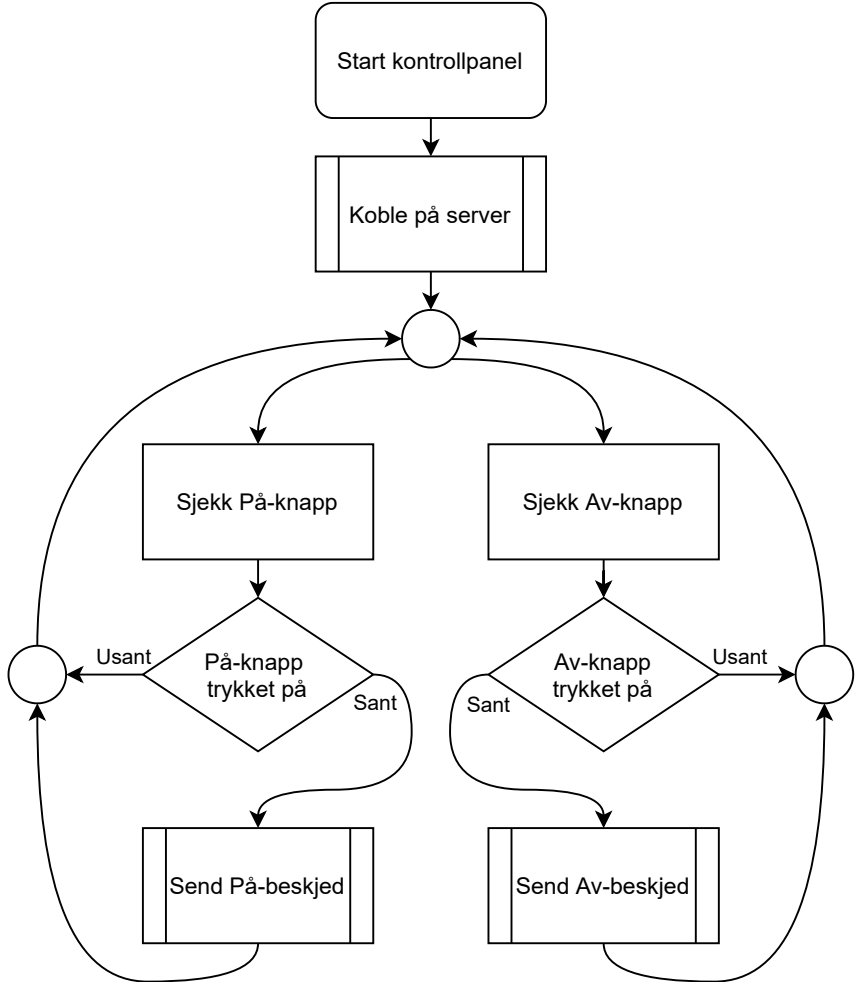 Start kontrollpanel
Koble på server
Sjekk På-knapp
Sjekk Av-knapp
Usant
På-knapp
trykket på
Sant
Sant
Av-knapp
trykket på
Usant
Send På-beskjed
Send Av-beskjed